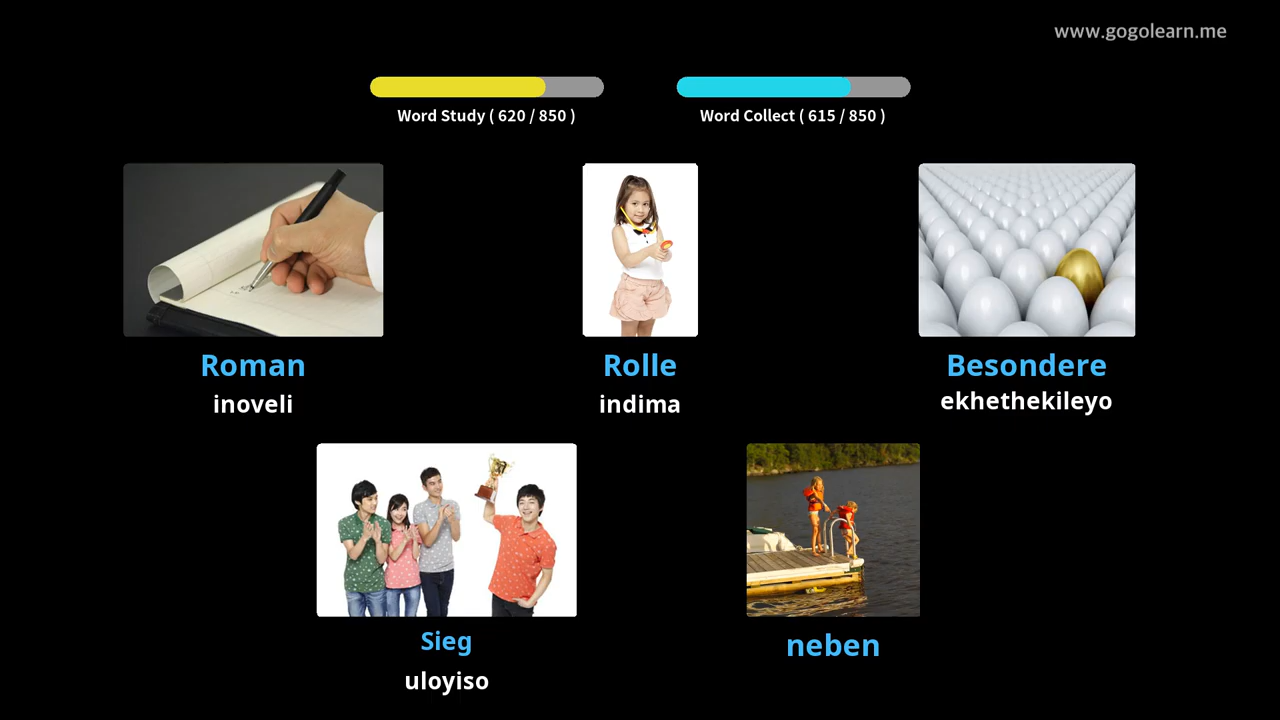 www.gogolearn.me
Word Study ( 620 / 850 )
Word Collect ( 615 / 850 )
Roman
inoveli
Rolle
indima
Besondere
ekhethekileyo
Sieg
uloyiso
neben